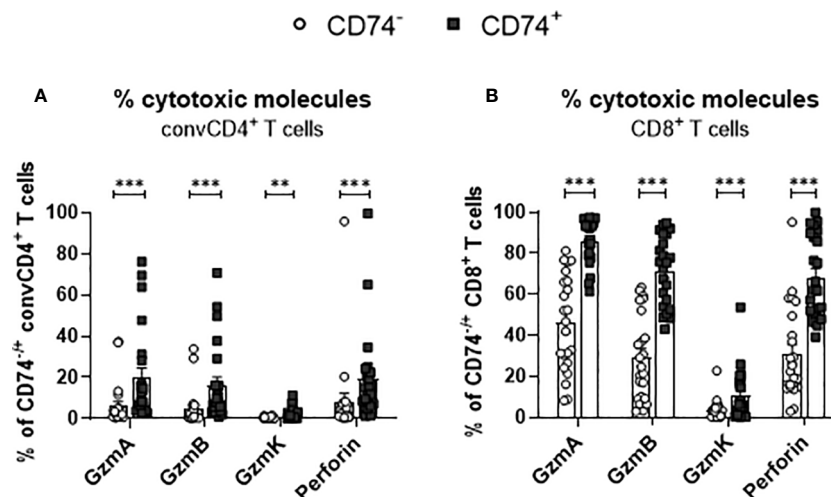 CD74⁻ CD74⁺
A % cytotoxic molecules
convCD4⁺ T cells
*** *** ** ***
% of CD74⁻/⁺ convCD4⁺ T cells
100
80
60
40
20
0
GzmA GzmB GzmK Perforin
B % cytotoxic molecules
CD8⁺ T cells
*** *** *** ***
% of CD74⁻/⁺ CD8⁺ T cells
100
80
60
40
20
0
GzmA GzmB GzmK Perforin